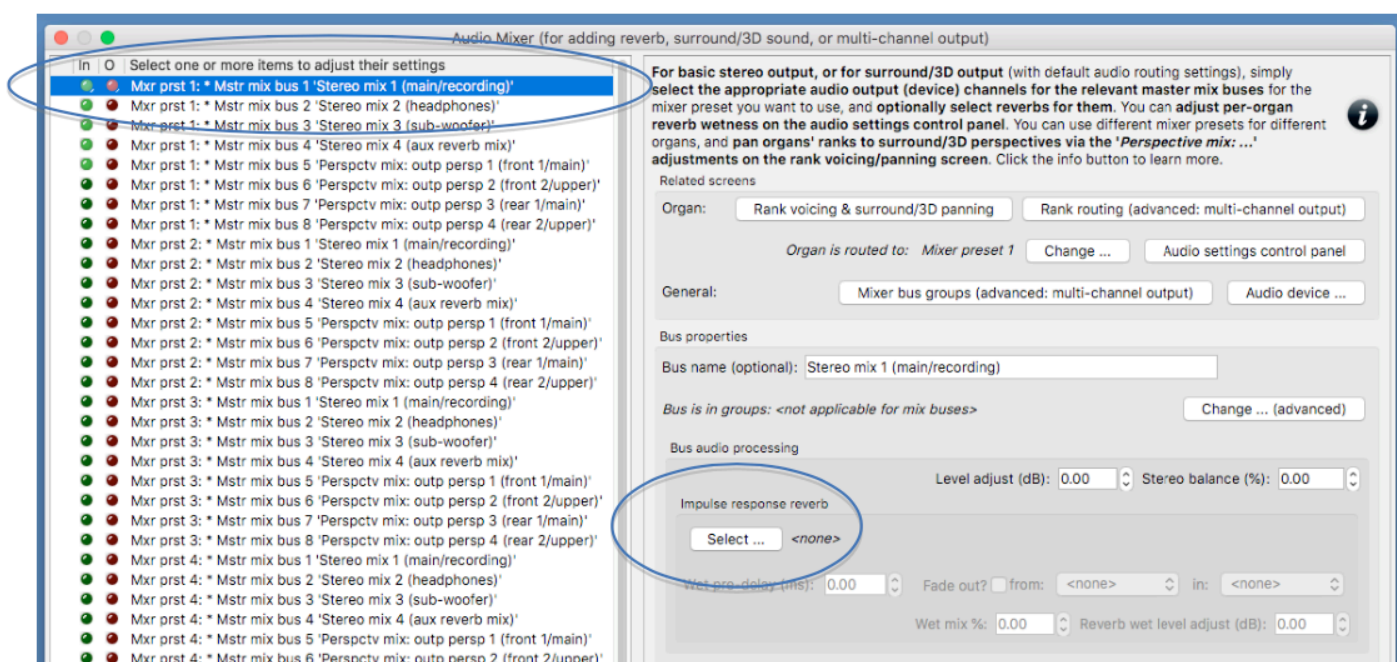 Audio Mixer (for adding reverb, surround/3D sound, or multi-channel output)
In O Select one or more items to adjust their settings
Mxr prst 1: * Mstr mix bus 1 'Stereo mix 1 (main/recording)'
Mxr prst 1: * Mstr mix bus 2 'Stereo mix 2 (headphones)'
Mxr prst 1: * Mstr mix bus 3 'Stereo mix 3 (sub-woofer)'
Mxr prst 1: * Mstr mix bus 4 'Stereo mix 4 (aux reverb mix)'
Mxr prst 1: * Mstr mix bus 5 'Perspctv mix: outp persp 1 (front 1/main)'
Mxr prst 1: * Mstr mix bus 6 'Perspctv mix: outp persp 2 (front 2/upper)'
Mxr prst 1: * Mstr mix bus 7 'Perspctv mix: outp persp 3 (rear 1/main)'
Mxr prst 1: * Mstr mix bus 8 'Perspctv mix: outp persp 4 (rear 2/upper)'
Mxr prst 2: * Mstr mix bus 1 'Stereo mix 1 (main/recording)'
Mxr prst 2: * Mstr mix bus 2 'Stereo mix 2 (headphones)'
Mxr prst 2: * Mstr mix bus 3 'Stereo mix 3 (sub-woofer)'
Mxr prst 2: * Mstr mix bus 4 'Stereo mix 4 (aux reverb mix)'
Mxr prst 2: * Mstr mix bus 5 'Perspctv mix: outp persp 1 (front 1/main)'
Mxr prst 2: * Mstr mix bus 6 'Perspctv mix: outp persp 2 (front 2/upper)'
Mxr prst 2: * Mstr mix bus 7 'Perspctv mix: outp persp 3 (rear 1/main)'
Mxr prst 2: * Mstr mix bus 8 'Perspctv mix: outp persp 4 (rear 2/upper)'
Mxr prst 3: * Mstr mix bus 1 'Stereo mix 1 (main/recording)'
Mxr prst 3: * Mstr mix bus 2 'Stereo mix 2 (headphones)'
Mxr prst 3: * Mstr mix bus 3 'Stereo mix 3 (sub-woofer)'
Mxr prst 3: * Mstr mix bus 4 'Stereo mix 4 (aux reverb mix)'
Mxr prst 3: * Mstr mix bus 5 'Perspctv mix: outp persp 1 (front 1/main)'
Mxr prst 3: * Mstr mix bus 6 'Perspctv mix: outp persp 2 (front 2/upper)'
Mxr prst 3: * Mstr mix bus 7 'Perspctv mix: outp persp 3 (rear 1/main)'
Mxr prst 3: * Mstr mix bus 8 'Perspctv mix: outp persp 4 (rear 2/upper)'
Mxr prst 4: * Mstr mix bus 1 'Stereo mix 1 (main/recording)'
Mxr prst 4: * Mstr mix bus 2 'Stereo mix 2 (headphones)'
Mxr prst 4: * Mstr mix bus 3 'Stereo mix 3 (sub-woofer)'
Mxr prst 4: * Mstr mix bus 4 'Stereo mix 4 (aux reverb mix)'
Mxr prst 4: * Mstr mix bus 5 'Perspctv mix: outp persp 1 (front 1/main)'
Mxr prst 4: * Mstr mix bus 6 'Perspctv mix: outp persp 2 (front 2/upper)'
For basic stereo output, or for surround/3D output (with default audio routing settings), simply
select the appropriate audio output (device) channels for the relevant master mix buses for the
mixer preset you want to use, and optionally select reverbs for them. You can adjust per-organ
reverb wetness on the audio settings control panel. You can use different mixer presets for different
organs, and pan organs' ranks to surround/3D perspectives via the 'Perspective mix: ...'
adjustments on the rank voicing/panning screen. Click the info button to learn more.
i
Related screens
Organ: Rank voicing & surround/3D panning Rank routing (advanced: multi-channel output)
Organ is routed to: Mixer preset 1 Change ... Audio settings control panel
General: Mixer bus groups (advanced: multi-channel output) Audio device ...
Bus properties
Bus name (optional): Stereo mix 1 (main/recording)
Bus is in groups: <not applicable for mix buses> Change ... (advanced)
Bus audio processing
Level adjust (dB): 0.00 Stereo balance (%): 0.00
Impulse response reverb
Select ... <none>
Wet pre-delay (ms): 0.00 Fade out? from: <none> in: <none>
Wet mix %: 0.00 Reverb wet level adjust (dB): 0.00